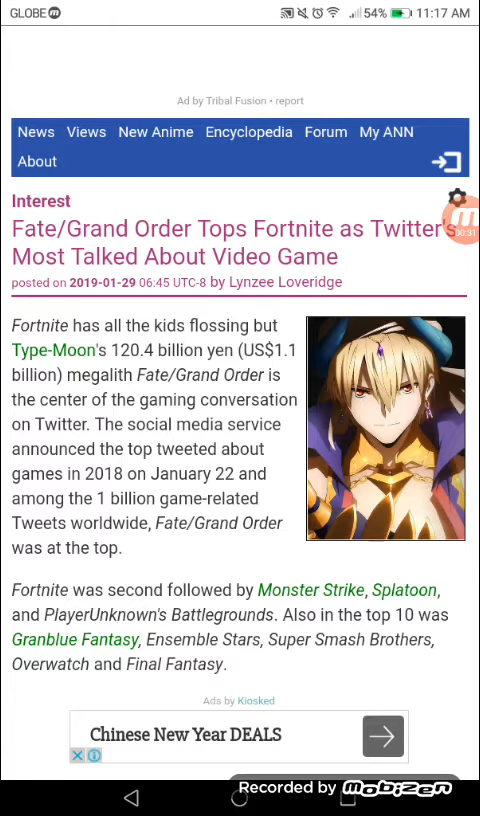 GLOBE 54% 11:17 AM
Ad by Tribal Fusion • report
News Views New Anime Encyclopedia Forum My ANN
About
Interest
Fate/Grand Order Tops Fortnite as Twitter's
00:31
Most Talked About Video Game
posted on 2019-01-29 06:45 UTC-8 by Lynzee Loveridge
Fortnite has all the kids flossing but
Type-Moon's 120.4 billion yen (US$1.1
billion) megalith Fate/Grand Order is
the center of the gaming conversation
on Twitter. The social media service
announced the top tweeted about
games in 2018 on January 22 and
among the 1 billion game-related
Tweets worldwide, Fate/Grand Order
was at the top.
Fortnite was second followed by Monster Strike, Splatoon,
and PlayerUnknown's Battlegrounds. Also in the top 10 was
Granblue Fantasy, Ensemble Stars, Super Smash Brothers,
Overwatch and Final Fantasy.
Ads by Kiosked
Chinese New Year DEALS
Recorded by mobizen